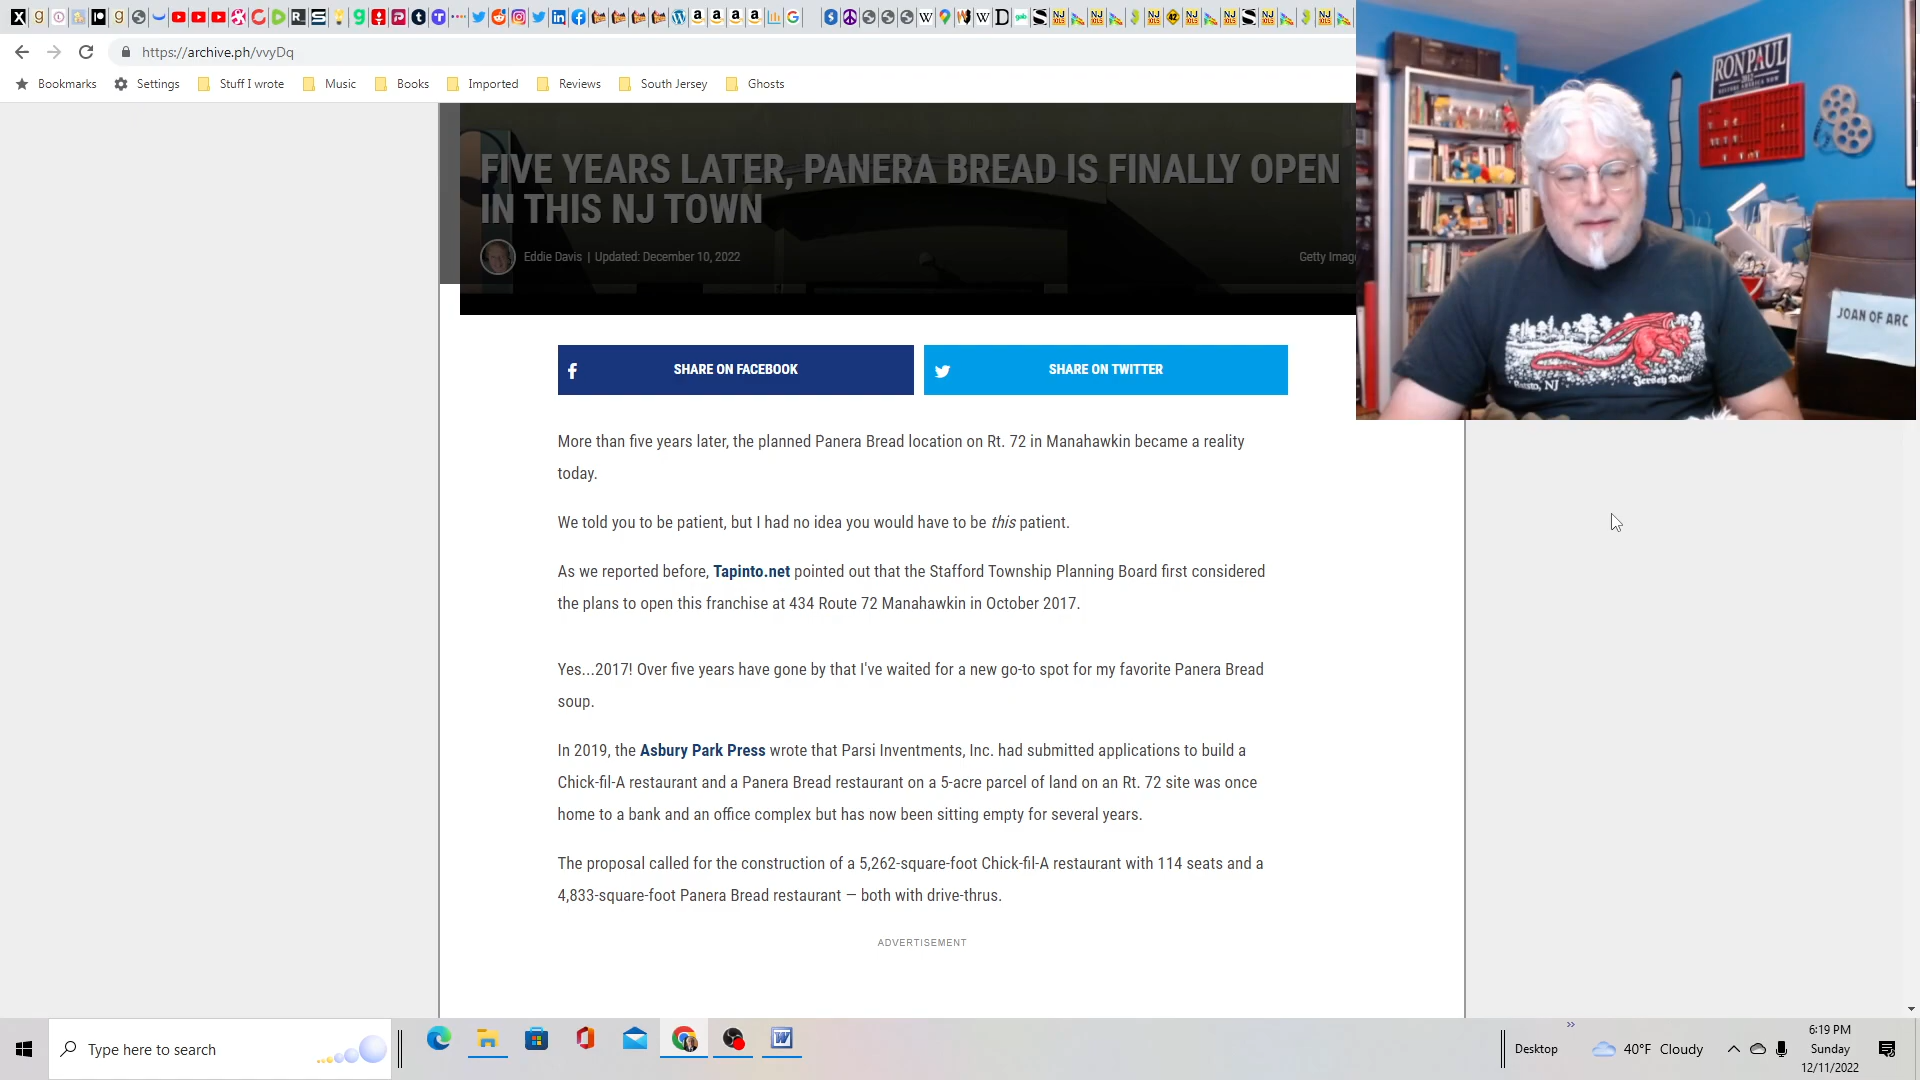 https://archive.ph/vvyDq
Bookmarks Settings Stuff I wrote Music Books Imported Reviews South Jersey Ghosts
FIVE YEARS LATER, PANERA BREAD IS FINALLY OPEN
IN THIS NJ TOWN
Eddie Davis | Updated: December 10, 2022
Getty Image
RON PAUL
JOAN OF ARC
NJ
Jersey Devil
SHARE ON FACEBOOK
SHARE ON TWITTER
More than five years later, the planned Panera Bread location on Rt. 72 in Manahawkin became a reality
today.
We told you to be patient, but I had no idea you would have to be this patient.
As we reported before, Tapinto.net pointed out that the Stafford Township Planning Board first considered
the plans to open this franchise at 434 Route 72 Manahawkin in October 2017.
Yes...2017! Over five years have gone by that I've waited for a new go-to spot for my favorite Panera Bread
soup.
In 2019, the Asbury Park Press wrote that Parsi Inventments, Inc. had submitted applications to build a
Chick-fil-A restaurant and a Panera Bread restaurant on a 5-acre parcel of land on an Rt. 72 site was once
home to a bank and an office complex but has now been sitting empty for several years.
The proposal called for the construction of a 5,262-square-foot Chick-fil-A restaurant with 114 seats and a
4,833-square-foot Panera Bread restaurant — both with drive-thrus.
ADVERTISEMENT
Type here to search
Desktop
40°F Cloudy
6:19 PM
Sunday
12/11/2022